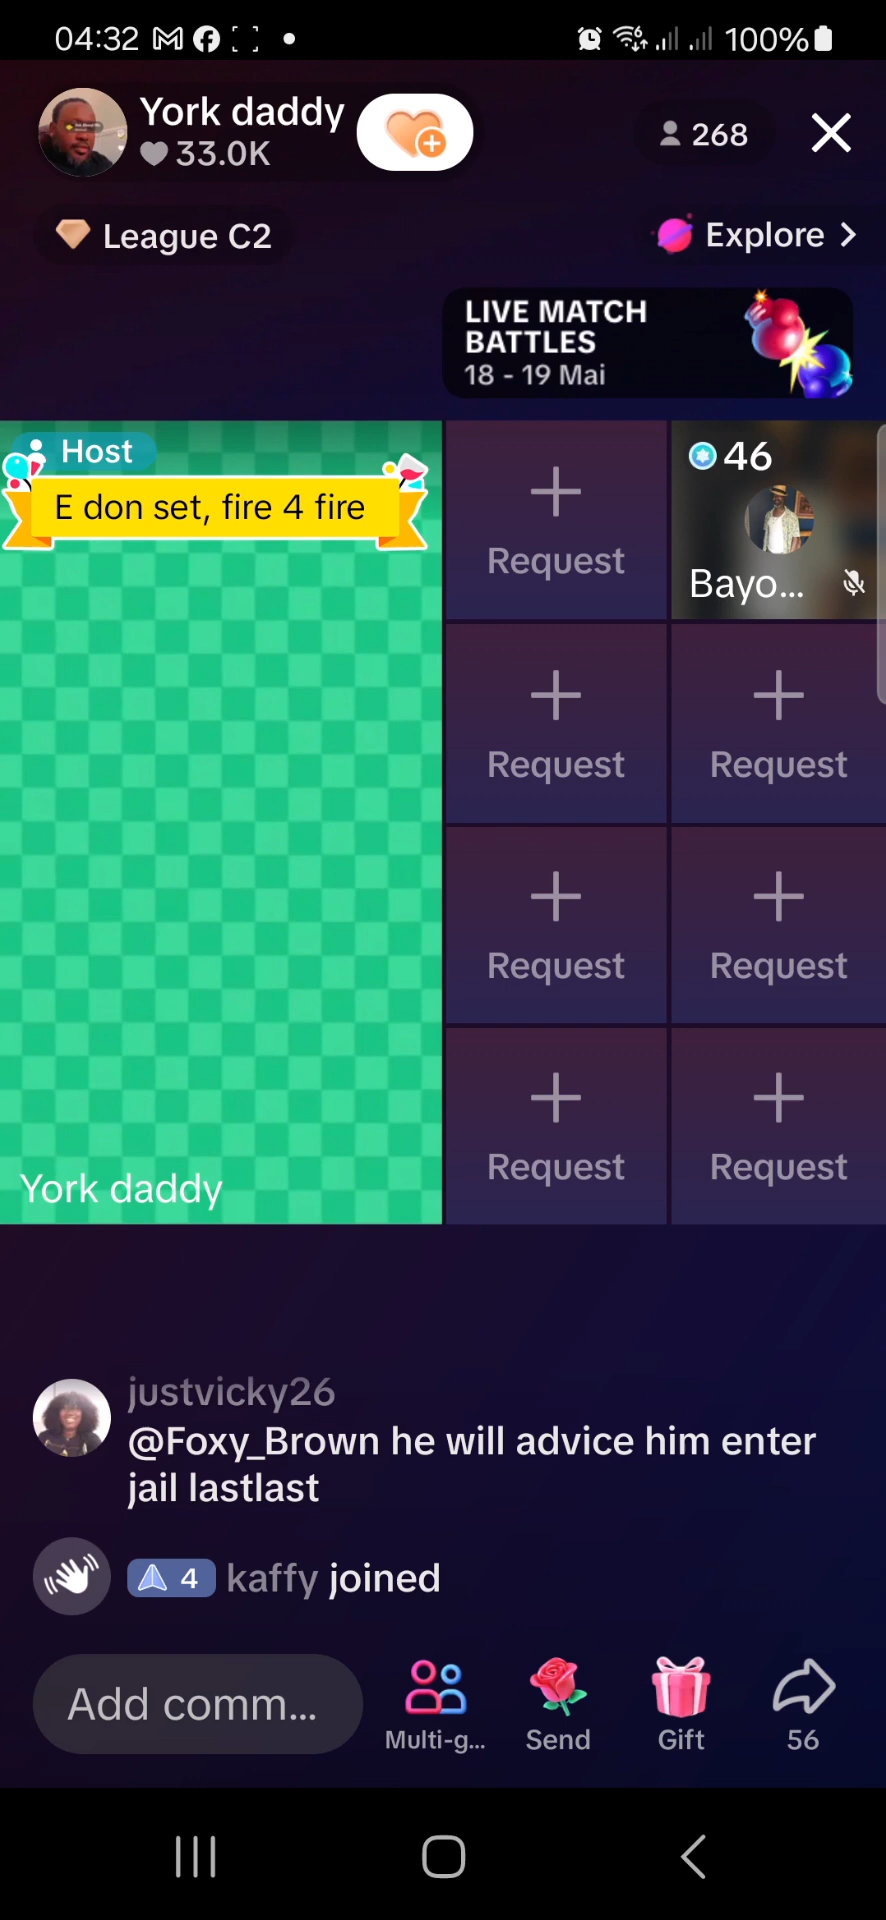 04:32
100%
York daddy
33.0K
268
League C2
Explore
LIVE MATCH
BATTLES
18 - 19 Mai
Host
E don set, fire 4 fire
Request
46
Bayo...
Request
Request
Request
Request
Request
Request
York daddy
justvicky26
@Foxy_Brown he will advice him enter
jail lastlast
4 kaffy joined
Add comm...
Multi-g...
Send
Gift
56